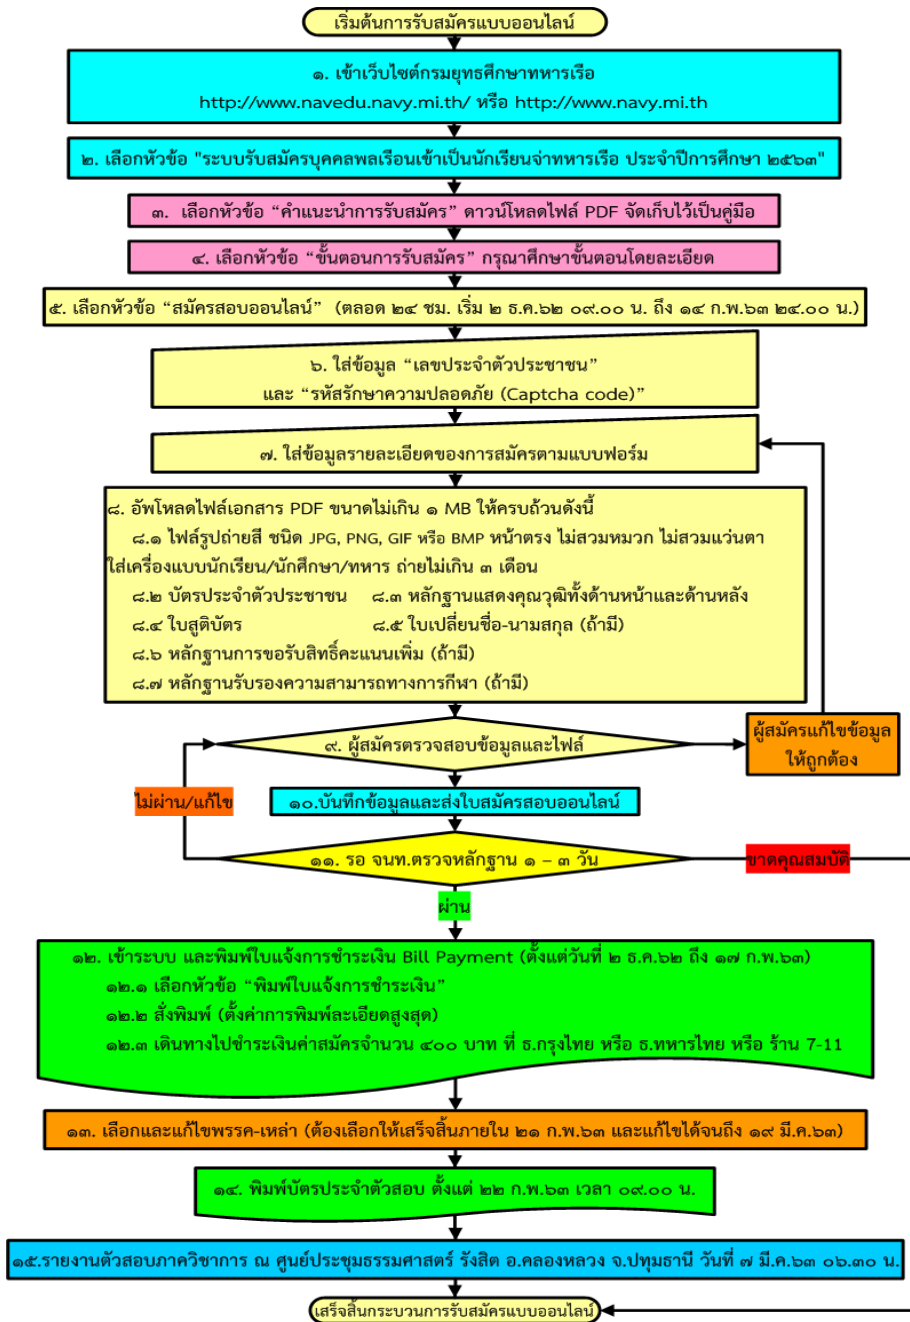 เริ่มต้นการรับสมัครแบบออนไลน์
๑. เข้าเว็บไซต์กรมยุทธศึกษาทหารเรือ
http://www.navedu.navy.mi.th/ หรือ http://www.navy.mi.th
๒. เลือกหัวข้อ "ระบบรับสมัครบุคคลพลเรือนเข้าเป็นนักเรียนจ่าทหารเรือ ประจำปีการศึกษา ๒๕๖๓"
๓. เลือกหัวข้อ “คำแนะนำการรับสมัคร” ดาวน์โหลดไฟล์ PDF จัดเก็บไว้เป็นคู่มือ
๔. เลือกหัวข้อ “ขั้นตอนการรับสมัคร” กรุณาศึกษาขั้นตอนโดยละเอียด
๕. เลือกหัวข้อ “สมัครสอบออนไลน์” (ตลอด ๒๔ ชม. เริ่ม ๒ ธ.ค.๖๒ ๐๙.๐๐ น. ถึง ๑๔ ก.พ.๖๓ ๒๔.๐๐ น.)
๖. ใส่ข้อมูล “เลขประจำตัวประชาชน”
และ “รหัสรักษาความปลอดภัย (Captcha code)”
๗. ใส่ข้อมูลรายละเอียดของการสมัครตามแบบฟอร์ม
๘. อัพโหลดไฟล์เอกสาร PDF ขนาดไม่เกิน ๑ MB ให้ครบถ้วนดังนี้
๘.๑ ไฟล์รูปถ่ายสี ชนิด JPG, PNG, GIF หรือ BMP หน้าตรง ไม่สวมหมวก ไม่สวมแว่นตา
ใส่เครื่องแบบนักเรียน/นักศึกษา/ทหาร ถ่ายไม่เกิน ๓ เดือน
๘.๒ บัตรประจำตัวประชาชน ๘.๓ หลักฐานแสดงคุณวุฒิทั้งด้านหน้าและด้านหลัง
๘.๔ ใบสูติบัตร ๘.๕ ใบเปลี่ยนชื่อ-นามสกุล (ถ้ามี)
๘.๖ หลักฐานการขอรับสิทธิ์คะแนนเพิ่ม (ถ้ามี)
๘.๗ หลักฐานรับรองความสามารถทางการกีฬา (ถ้ามี)
๙. ผู้สมัครตรวจสอบข้อมูลและไฟล์
ผู้สมัครแก้ไขข้อมูล
ให้ถูกต้อง
ไม่ผ่าน/แก้ไข
๑๐.บันทึกข้อมูลและส่งใบสมัครสอบออนไลน์
๑๑. รอ จนท.ตรวจหลักฐาน ๑ – ๓ วัน
ขาดคุณสมบัติ
ผ่าน
๑๒. เข้าระบบ และพิมพ์ใบแจ้งการชำระเงิน Bill Payment (ตั้งแต่วันที่ ๒ ธ.ค.๖๒ ถึง ๑๗ ก.พ.๖๓)
๑๒.๑ เลือกหัวข้อ “พิมพ์ใบแจ้งการชำระเงิน”
๑๒.๒ สั่งพิมพ์ (ตั้งค่าการพิมพ์ละเอียดสูงสุด)
๑๒.๓ เดินทางไปชำระเงินค่าสมัครจำนวน ๔๐๐ บาท ที่ ธ.กรุงไทย หรือ ธ.ทหารไทย หรือ ร้าน 7-11
๑๓. เลือกและแก้ไขพรรค-เหล่า (ต้องเลือกให้เสร็จสิ้นภายใน ๒๑ ก.พ.๖๓ และแก้ไขได้จนถึง ๑๙ มี.ค.๖๓)
๑๔. พิมพ์บัตรประจำตัวสอบ ตั้งแต่ ๒๒ ก.พ.๖๓ เวลา ๐๙.๐๐ น.
๑๕.รายงานตัวสอบภาควิชาการ ณ ศูนย์ประชุมธรรมศาสตร์ รังสิต อ.คลองหลวง จ.ปทุมธานี วันที่ ๗ มี.ค.๖๓ ๐๖.๓๐ น.
เสร็จสิ้นกระบวนการรับสมัครแบบออนไลน์